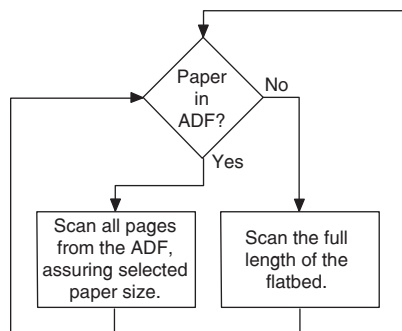 Paper
in
ADF?
No
Yes
Scan all pages
from the ADF,
assuring selected
paper size.
Scan the full
length of the
flatbed.